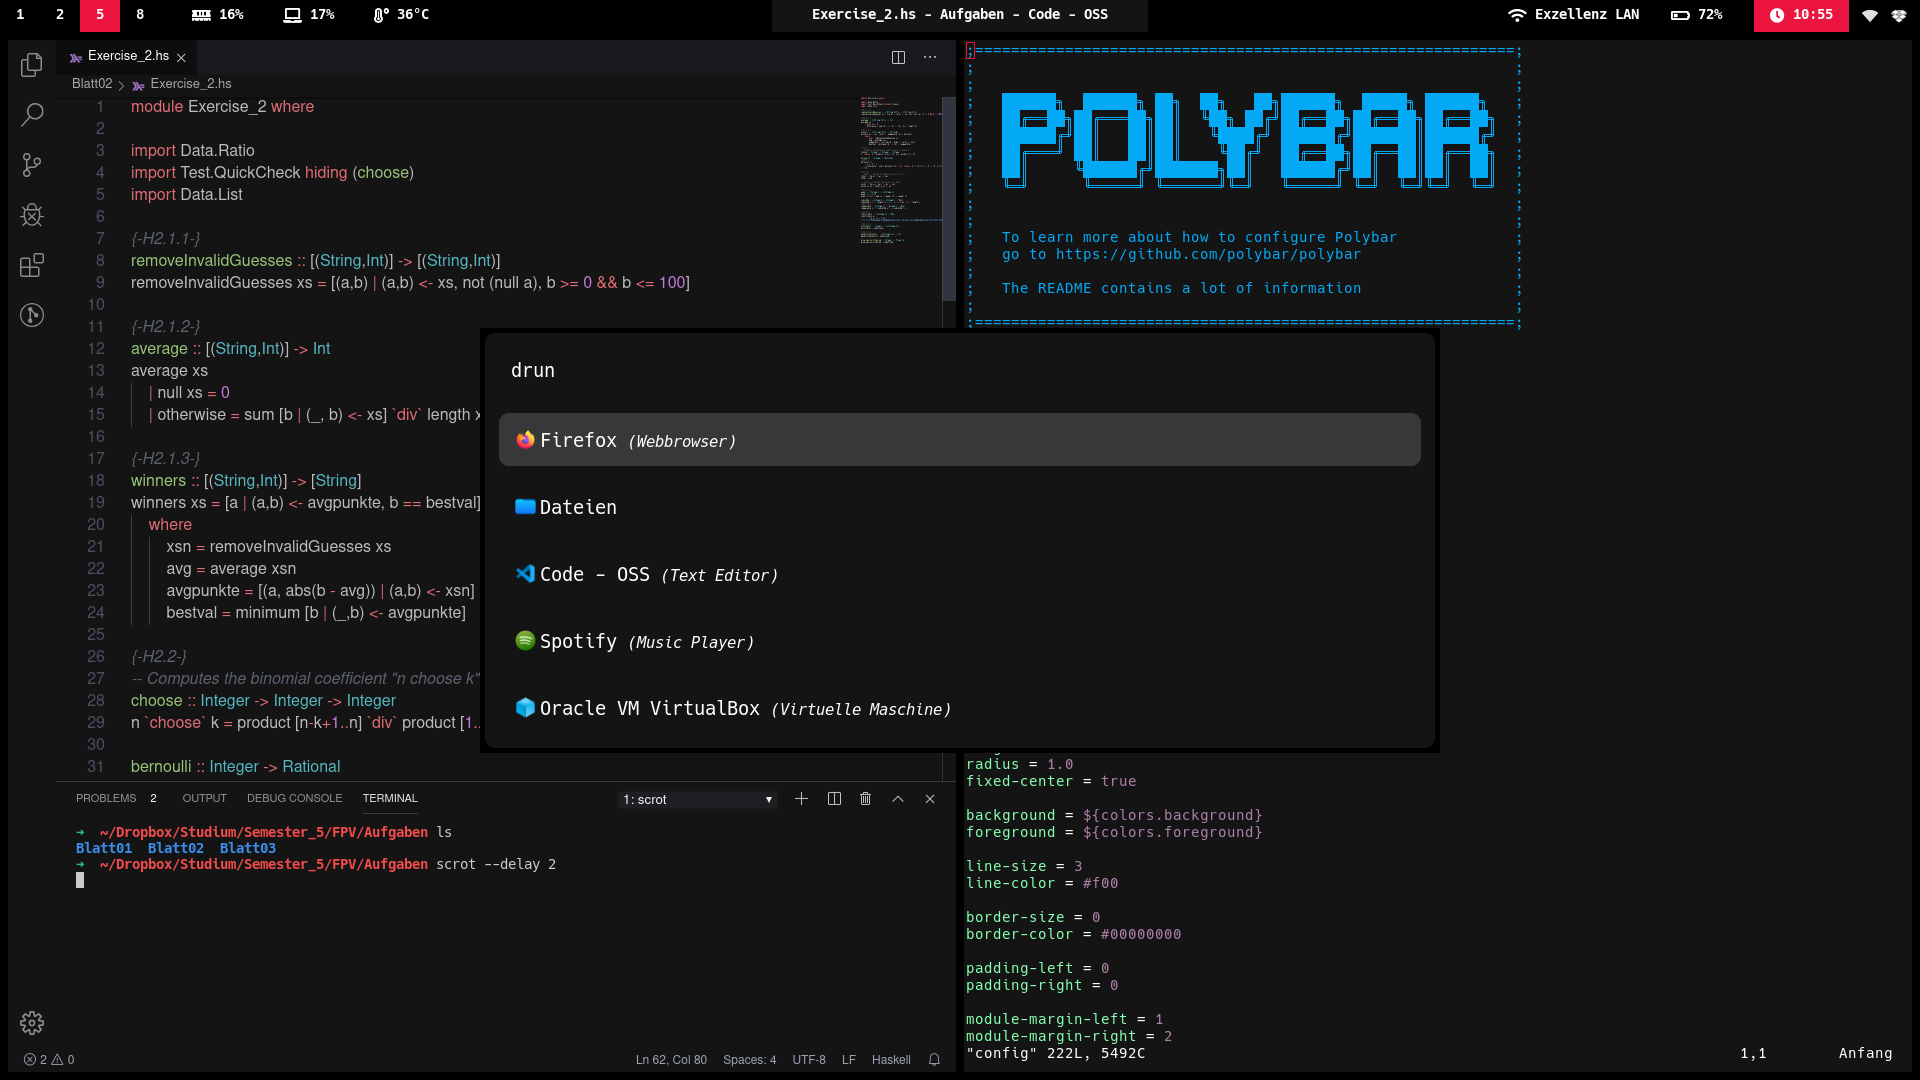 1 2 5 8 16% 17% 36°C Exercise_2.hs - Aufgaben - Code - OSS Exzellenz LAN 72% 10:55
Exercise_2.hs
Blatt02 > Exercise_2.hs
1 module Exercise_2 where
2
3 import Data.Ratio
4 import Test.QuickCheck hiding (choose)
5 import Data.List
6
7 {-H2.1.1-}
8 removeInvalidGuesses :: [(String,Int)] -> [(String,Int)]
9 removeInvalidGuesses xs = [(a,b) | (a,b) <- xs, not (null a), b >= 0 && b <= 100]
10
11 {-H2.1.2-}
12 average :: [(String,Int)] -> Int
13 average xs
14 | null xs = 0
15 | otherwise = sum [b | (_, b) <- xs] `div` length x
16
17 {-H2.1.3-}
18 winners :: [(String,Int)] -> [String]
19 winners xs = [a | (a,b) <- avgpunkte, b == bestval]
20 where
21 xsn = removeInvalidGuesses xs
22 avg = average xsn
23 avgpunkte = [(a, abs(b - avg)) | (a,b) <- xsn]
24 bestval = minimum [b | (_,b) <- avgpunkte]
25
26 {-H2.2-}
27 -- Computes the binomial coefficient "n choose k"
28 choose :: Integer -> Integer -> Integer
29 n `choose` k = product [n-k+1..n] `div` product [1..
30
31 bernoulli :: Integer -> Rational
PROBLEMS 2 OUTPUT DEBUG CONSOLE TERMINAL 1: scrot
➜ ~/Dropbox/Studium/Semester_5/FPV/Aufgaben ls
Blatt01 Blatt02 Blatt03
➜ ~/Dropbox/Studium/Semester_5/FPV/Aufgaben scrot --delay 2
2 0 Ln 62, Col 80 Spaces: 4 UTF-8 LF Haskell
;============================================================;
POLYBAR
; To learn more about how to configure Polybar ;
; go to https://github.com/polybar/polybar ;
; The README contains a lot of information ;
;============================================================;
drun
Firefox (Webbrowser)
Dateien
Code - OSS (Text Editor)
Spotify (Music Player)
Oracle VM VirtualBox (Virtuelle Maschine)
radius = 1.0
fixed-center = true
background = ${colors.background}
foreground = ${colors.foreground}
line-size = 3
line-color = #f00
border-size = 0
border-color = #00000000
padding-left = 0
padding-right = 0
module-margin-left = 1
module-margin-right = 2
"config" 222L, 5492C 1,1 Anfang